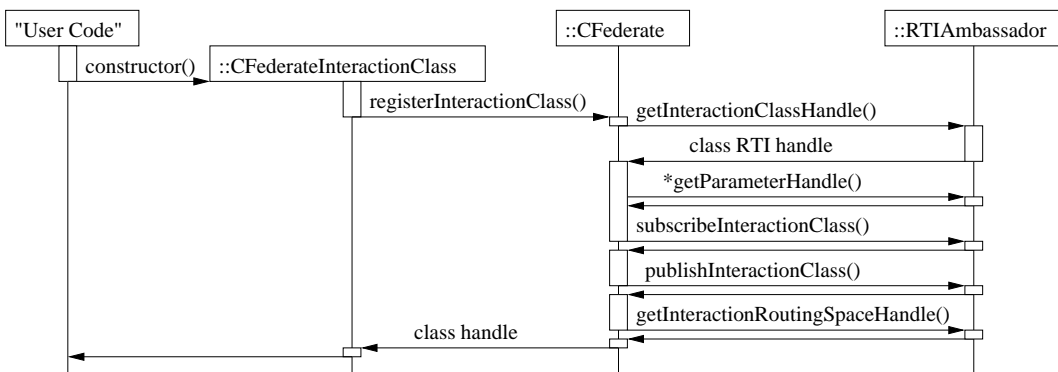 "User Code"
::CFederate
::RTIAmbassador
constructor()
::CFederateInteractionClass
registerInteractionClass()
getInteractionClassHandle()
class RTI handle
*getParameterHandle()
subscribeInteractionClass()
publishInteractionClass()
getInteractionRoutingSpaceHandle()
class handle